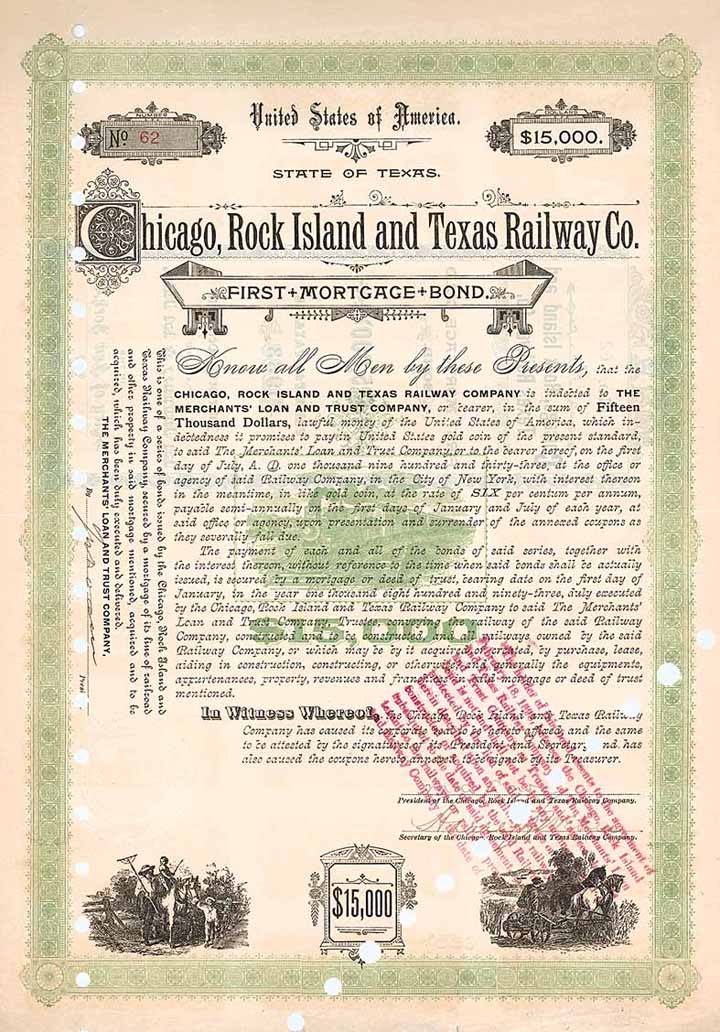 United States of America.
NUMBER
No 62
DOLLARS
$15,000.
STATE OF TEXAS.
Chicago, Rock Island and Texas Railway Co.
FIRST+MORTGAGE+BOND.
Know all Men by these Presents, that the
CHICAGO, ROCK ISLAND AND TEXAS RAILWAY COMPANY is indebted to THE
MERCHANTS' LOAN AND TRUST COMPANY, or bearer, in the sum of Fifteen
Thousand Dollars, lawful money of the United States of America, which in-
debtedness it promises to pay in United States gold coin of the present standard,
to said The Merchants' Loan and Trust Company, or to the bearer hereof, on the first
day of July, A. D. one thousand nine hundred and thirty-three, at the office or
agency of said Railway Company, in the City of New York, with interest thereon
in the meantime, in like gold coin, at the rate of SIX per centum per annum,
payable semi-annually on the first days of January and July of each year, at
said office or agency, upon presentation and surrender of the annexed coupons as
they severally fall due.
The payment of each and all of the bonds of said series, together with
the interest thereon, without reference to the time when said bonds shall be actually
issued, is secured by a mortgage or deed of trust, bearing date on the first day of
January, in the year one thousand eight hundred and ninety-three, duly executed
by the Chicago, Rock Island and Texas Railway Company to said The Merchants'
Loan and Trust Company, Trustee, conveying the railway of the said Railway
Company, constructed and to be constructed, and all railways owned by the said
Railway Company, or which may be by it acquired or created, by purchase, lease,
aiding in construction, constructing, or otherwise, and generally the equipments,
appurtenances, property, revenues and franchises in said mortgage or deed of trust
mentioned.
$15,000
In Witness Whereof, the Chicago, Rock Island and Texas Railway
Company has caused its corporate seal to be hereto affixed, and the same
to be attested by the signatures of its President and Secretary, and has
also caused the coupons hereto annexed to be signed by its Treasurer.
President of the Chicago, Rock Island and Texas Railway Company.
Secretary of the Chicago, Rock Island and Texas Railway Company.
This is one of a series of bonds issued by the Chicago, Rock Island and
Texas Railway Company, secured by a mortgage of its line of railroad
and other property in said mortgage mentioned, acquired and to be
acquired, which has been duly executed and delivered.
THE MERCHANTS' LOAN AND TRUST COMPANY,
By
$15,000